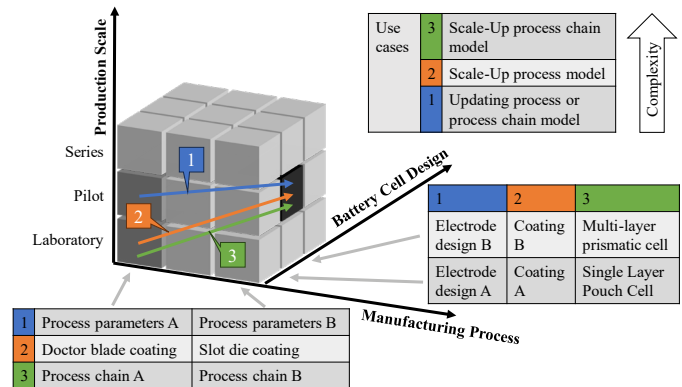 Production Scale
Series
Pilot
Laboratory
1
2
3
Battery Cell Design
Manufacturing Process
Use cases
3 Scale-Up process chain model
2 Scale-Up process model
1 Updating process or process chain model
Complexity
1 2 3
Electrode design B Coating B Multi-layer prismatic cell
Electrode design A Coating A Single Layer Pouch Cell
1 Process parameters A Process parameters B
2 Doctor blade coating Slot die coating
3 Process chain A Process chain B